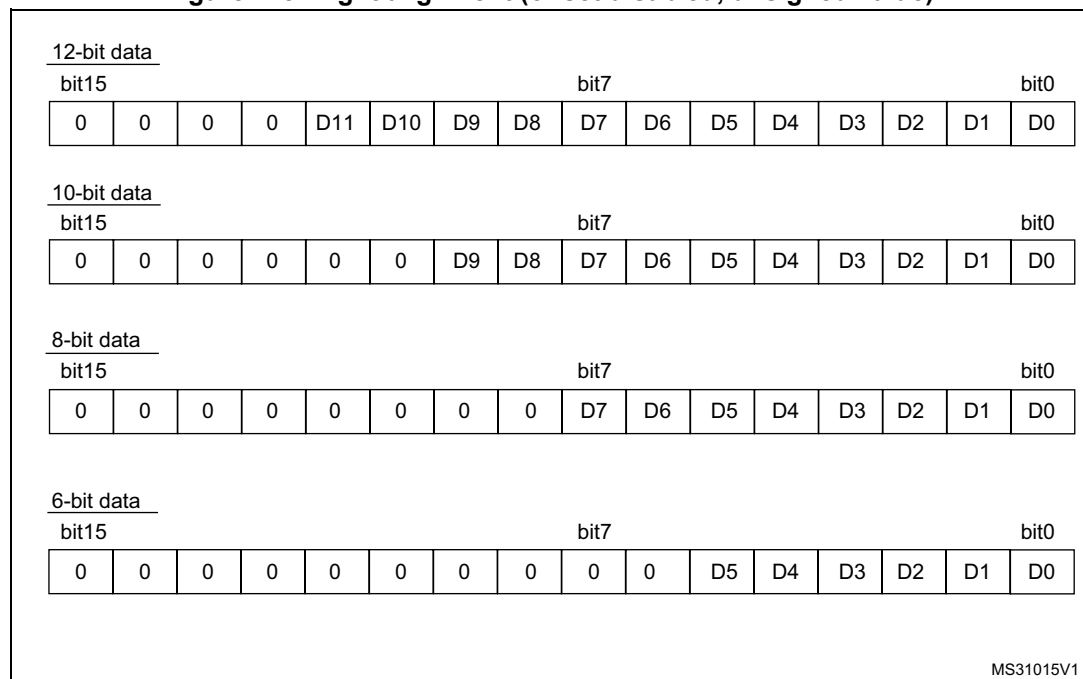 12-bit data
bit15 bit7 bit0
0 0 0 0 D11 D10 D9 D8 D7 D6 D5 D4 D3 D2 D1 D0
10-bit data
bit15 bit7 bit0
0 0 0 0 0 0 D9 D8 D7 D6 D5 D4 D3 D2 D1 D0
8-bit data
bit15 bit7 bit0
0 0 0 0 0 0 0 0 D7 D6 D5 D4 D3 D2 D1 D0
6-bit data
bit15 bit7 bit0
0 0 0 0 0 0 0 0 0 0 D5 D4 D3 D2 D1 D0
MS31015V1